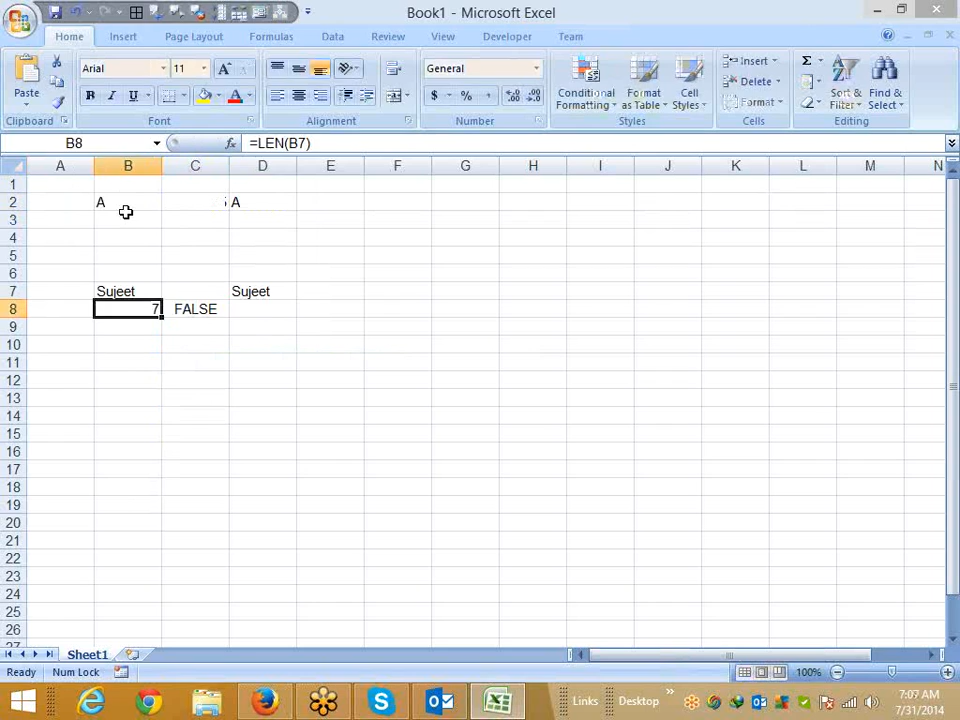 Book1 - Microsoft Excel
Home Insert Page Layout Formulas Data Review View Developer Team
Paste
Arial 11
B I U
General
$ % ,
Conditional Formatting
Format as Table
Cell Styles
Insert
Delete
Format
Sort & Filter
Find & Select
Clipboard Font Alignment Number Styles Cells Editing
B8 fx =LEN(B7)
A B C D E F G H I J K L M N
1
2 A A
3
4
5
6
7 Sujeet Sujeet
8 7 FALSE
9
10
11
12
13
14
15
16
17
18
19
20
21
22
23
24
25
26
27
Sheet1
Ready Num Lock 100%
Links Desktop 7:07 AM
7/31/2014